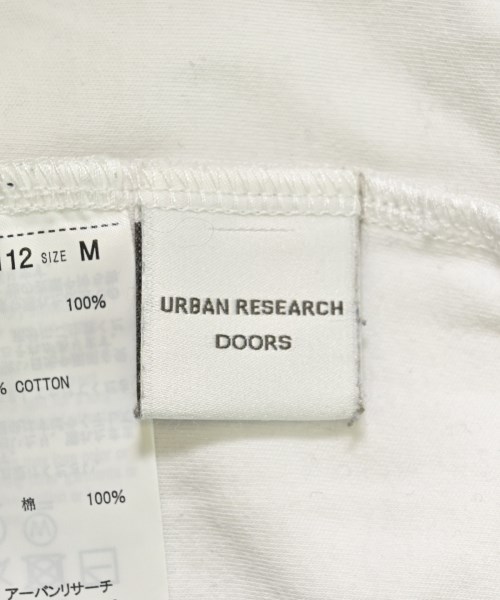 112 SIZE M
100%
% COTTON
棉 100%
アーバンリサーチ
URBAN RESEARCH
DOORS